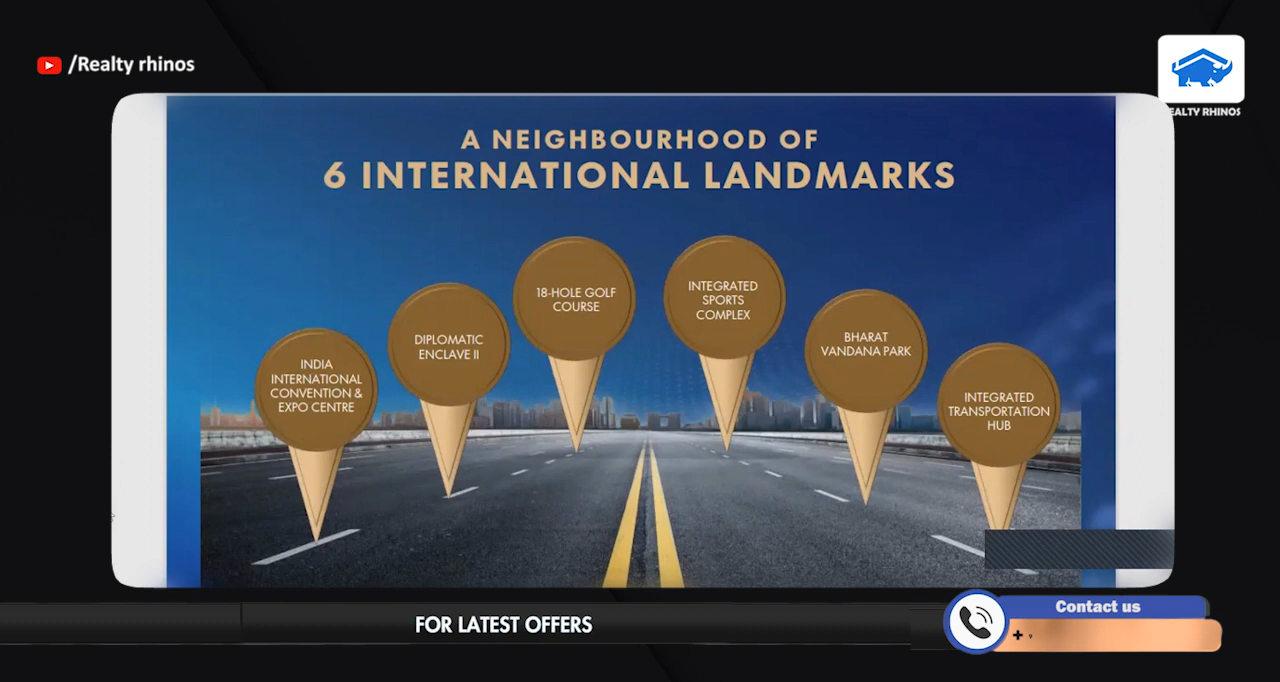 /Realty rhinos
REALTY RHINOS
A NEIGHBOURHOOD OF
6 INTERNATIONAL LANDMARKS
INDIA
INTERNATIONAL
CONVENTION &
EXPO CENTRE
DIPLOMATIC
ENCLAVE II
18-HOLE GOLF
COURSE
INTEGRATED
SPORTS
COMPLEX
BHARAT
VANDANA PARK
INTEGRATED
TRANSPORTATION
HUB
FOR LATEST OFFERS
Contact us
+